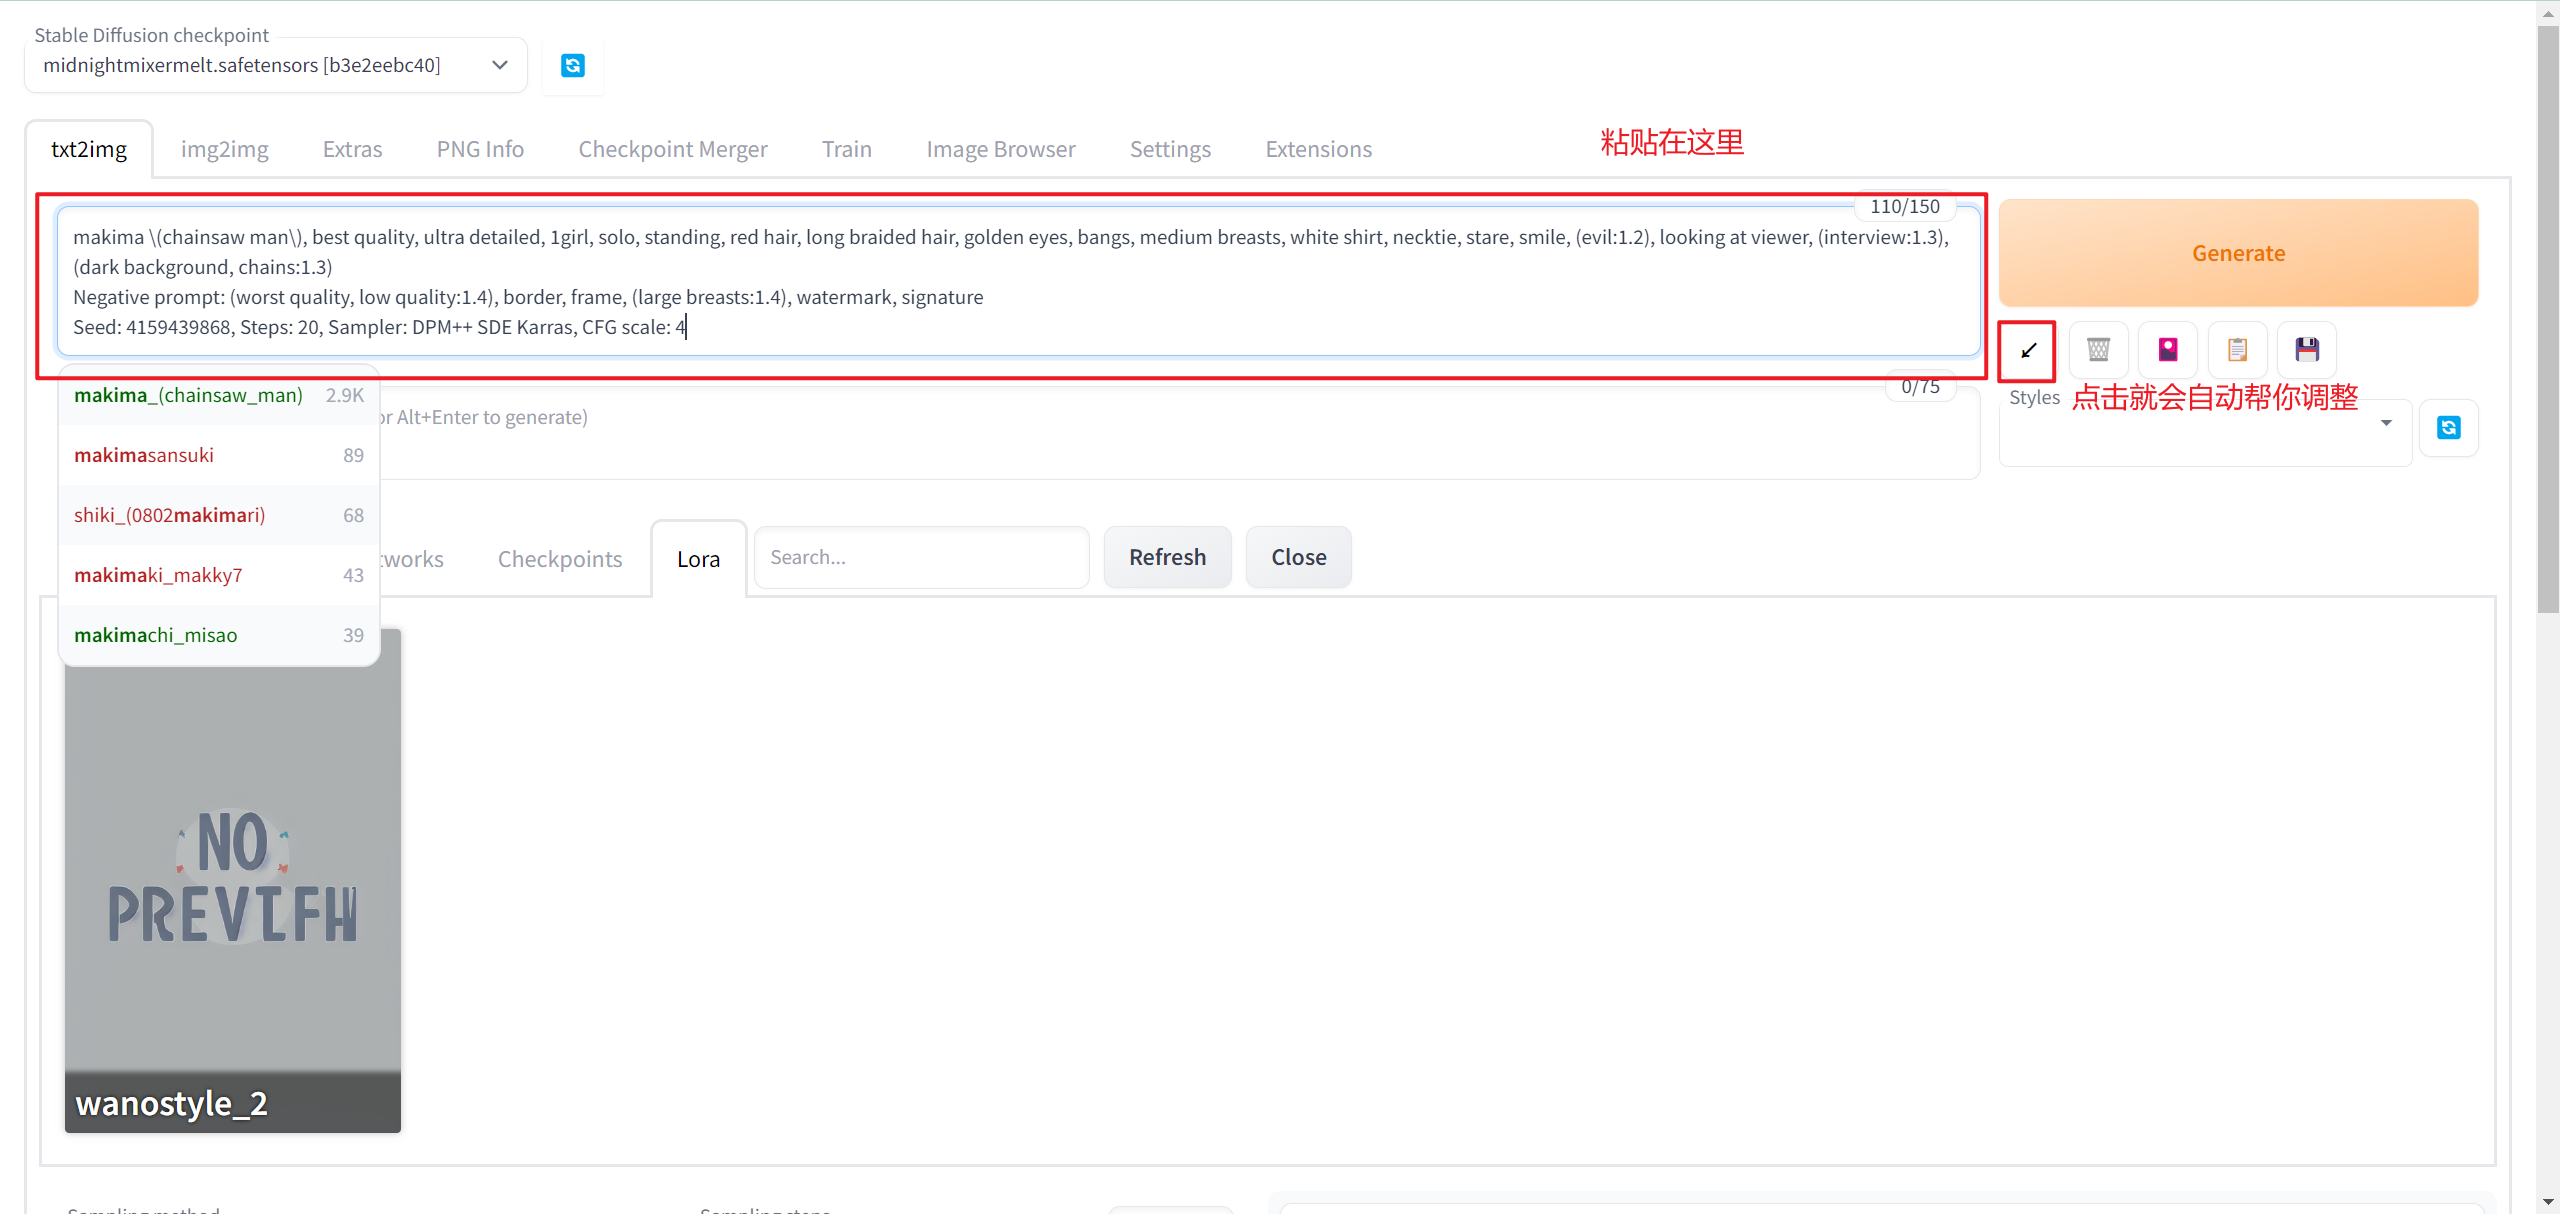 Stable Diffusion checkpoint
midnightmixermelt.safetensors [b3e2eebc40]
txt2img
img2img
Extras
PNG Info
Checkpoint Merger
Train
Image Browser
Settings
Extensions
粘贴在这里
110/150
makima \(chainsaw man\), best quality, ultra detailed, 1girl, solo, standing, red hair, long braided hair, golden eyes, bangs, medium breasts, white shirt, necktie, stare, smile, (evil:1.2), looking at viewer, (interview:1.3),
(dark background, chains:1.3)
Negative prompt: (worst quality, low quality:1.4), border, frame, (large breasts:1.4), watermark, signature
Seed: 4159439868, Steps: 20, Sampler: DPM++ SDE Karras, CFG scale: 4
Generate
makima_(chainsaw_man) 2.9K
makimasansuki 89
shiki_(0802makimari) 68
makimaki_makky7 43
makimachi_misao 39
0/75
or Alt+Enter to generate)
Styles
点击就会自动帮你调整
tworks
Checkpoints
Lora
Search...
Refresh
Close
NO
PREVIEW
wanostyle_2
Sampling method
Sampling steps